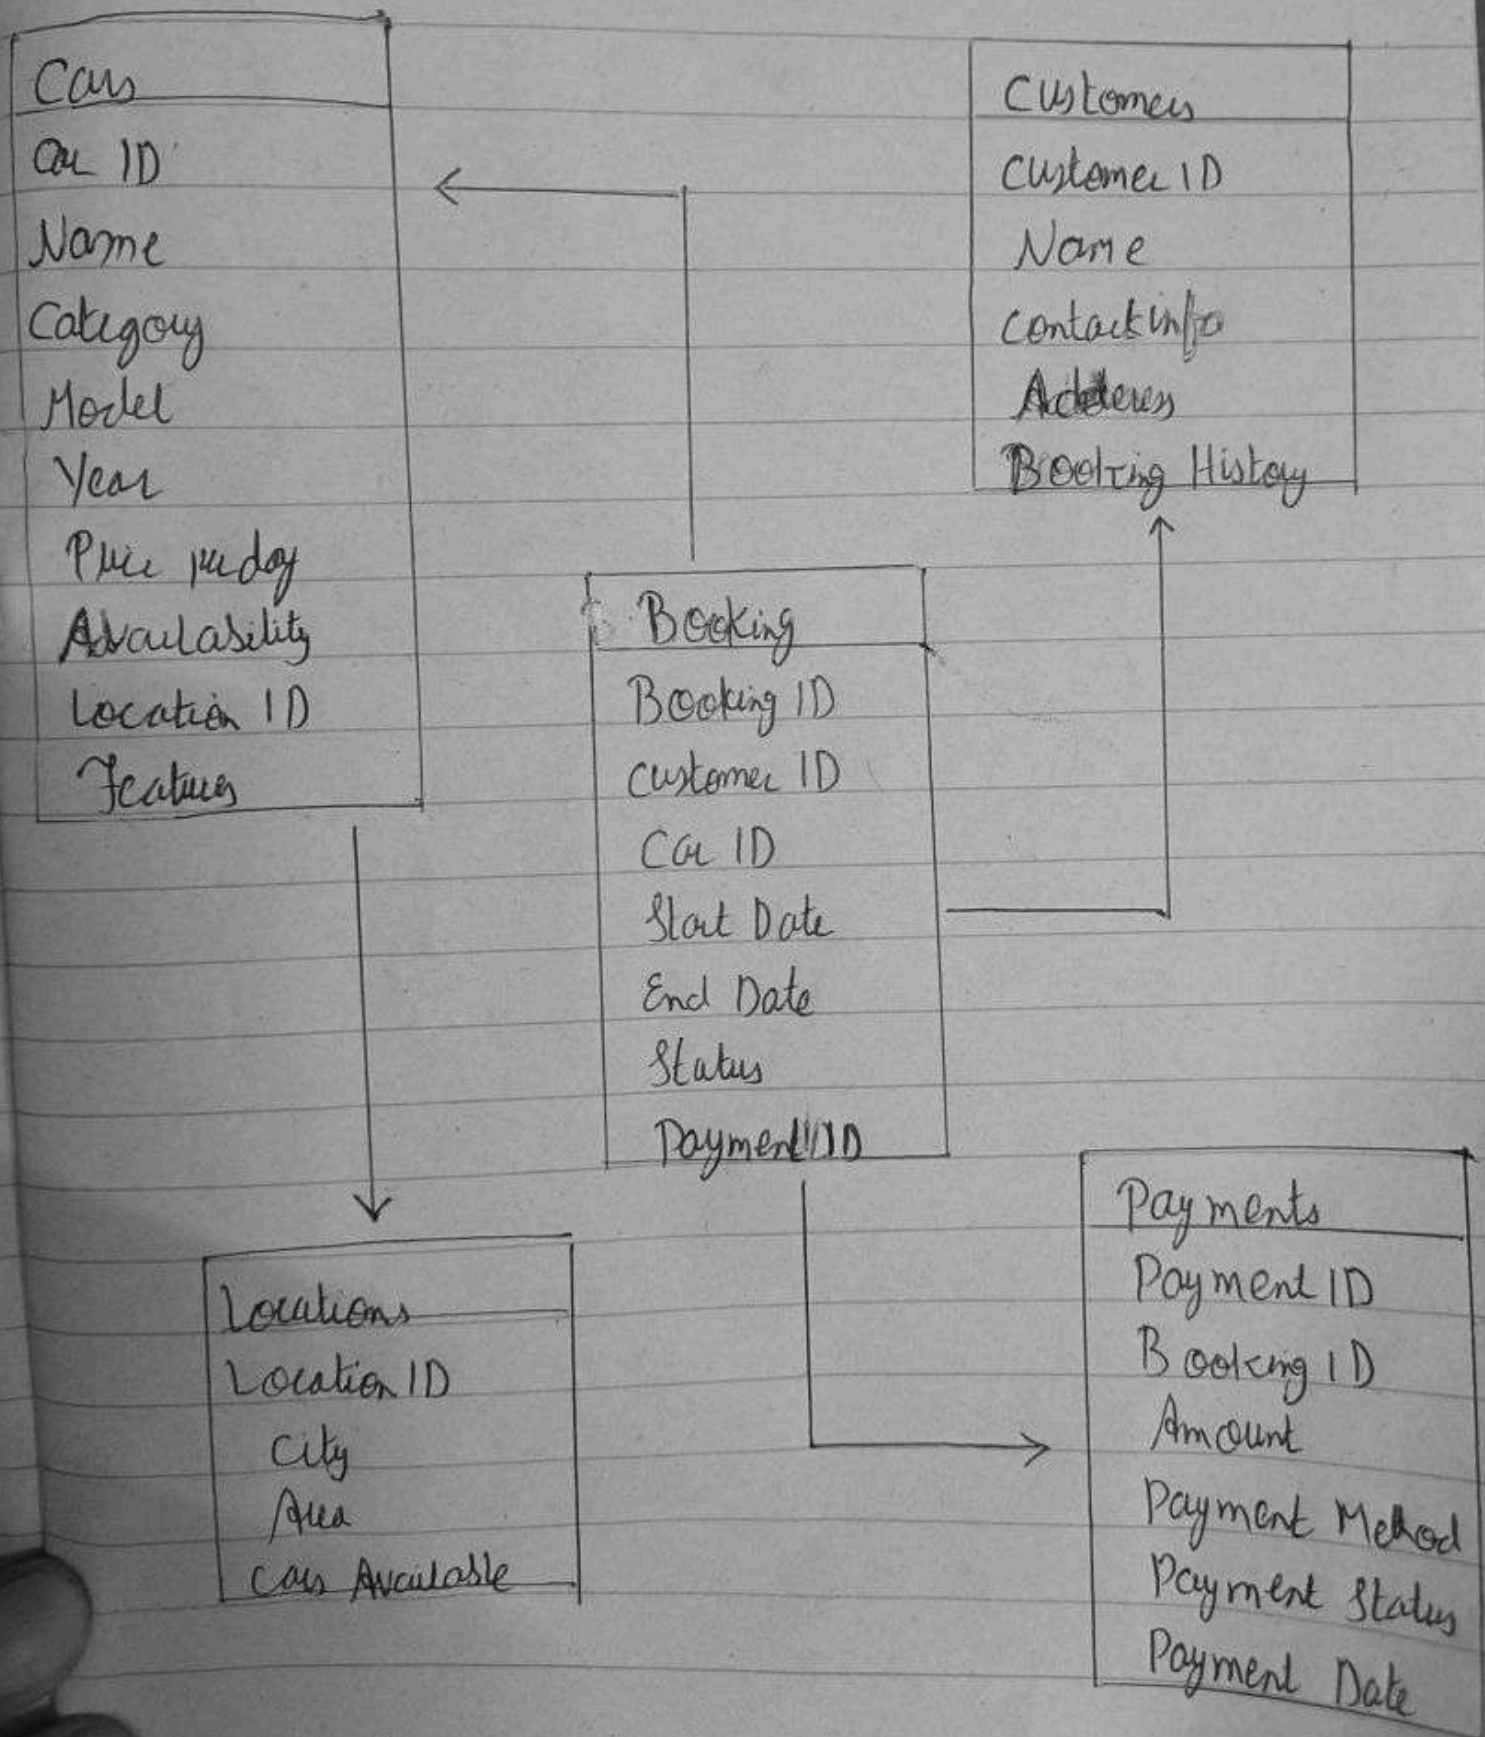 Cars
Car ID
Name
Category
Model
Year
Price per day
Availability
Location ID
Features
Customers
Customer ID
Name
Contact info
Address
Booking History
Booking
Booking ID
Customer ID
Car ID
Start Date
End Date
Status
Payment ID
Locations
Location ID
City
Area
Cars Available
Payments
Payment ID
Booking ID
Amount
Payment Method
Payment Status
Payment Date